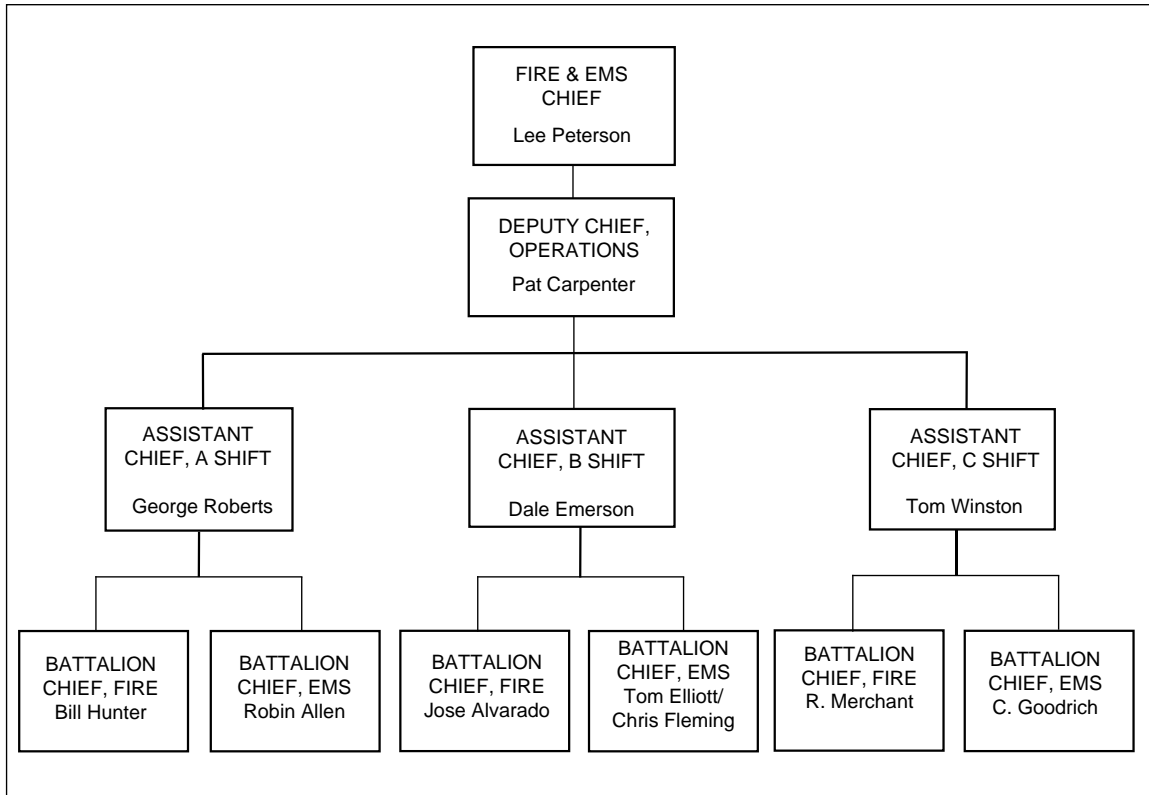 FIRE & EMS
CHIEF
Lee Peterson
DEPUTY CHIEF,
OPERATIONS
Pat Carpenter
ASSISTANT
CHIEF, A SHIFT
George Roberts
ASSISTANT
CHIEF, B SHIFT
Dale Emerson
ASSISTANT
CHIEF, C SHIFT
Tom Winston
BATTALION
CHIEF, FIRE
Bill Hunter
BATTALION
CHIEF, EMS
Robin Allen
BATTALION
CHIEF, FIRE
Jose Alvarado
BATTALION
CHIEF, EMS
Tom Elliott/
Chris Fleming
BATTALION
CHIEF, FIRE
R. Merchant
BATTALION
CHIEF, EMS
C. Goodrich